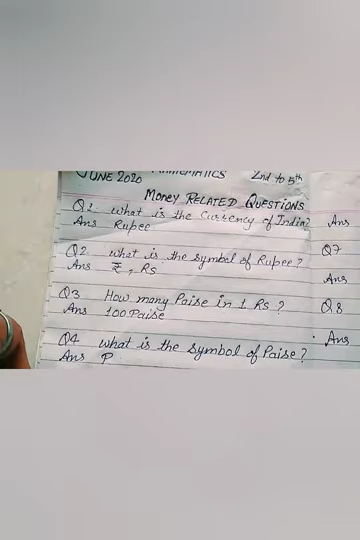 JUNE 2020 MATHEMATICS 2nd to 5th
MONEY RELATED QUESTIONS
Q1 What is the Currency of India?
Ans Rupee
Ans
Q2 What is the symbol of Rupee?
Q7
Ans ₹, Rs
Ans
Q3 How many Paise in 1 Rs?
Q8
Ans 100 Paise
Q4 What is the symbol of Paise?
Ans
Ans P